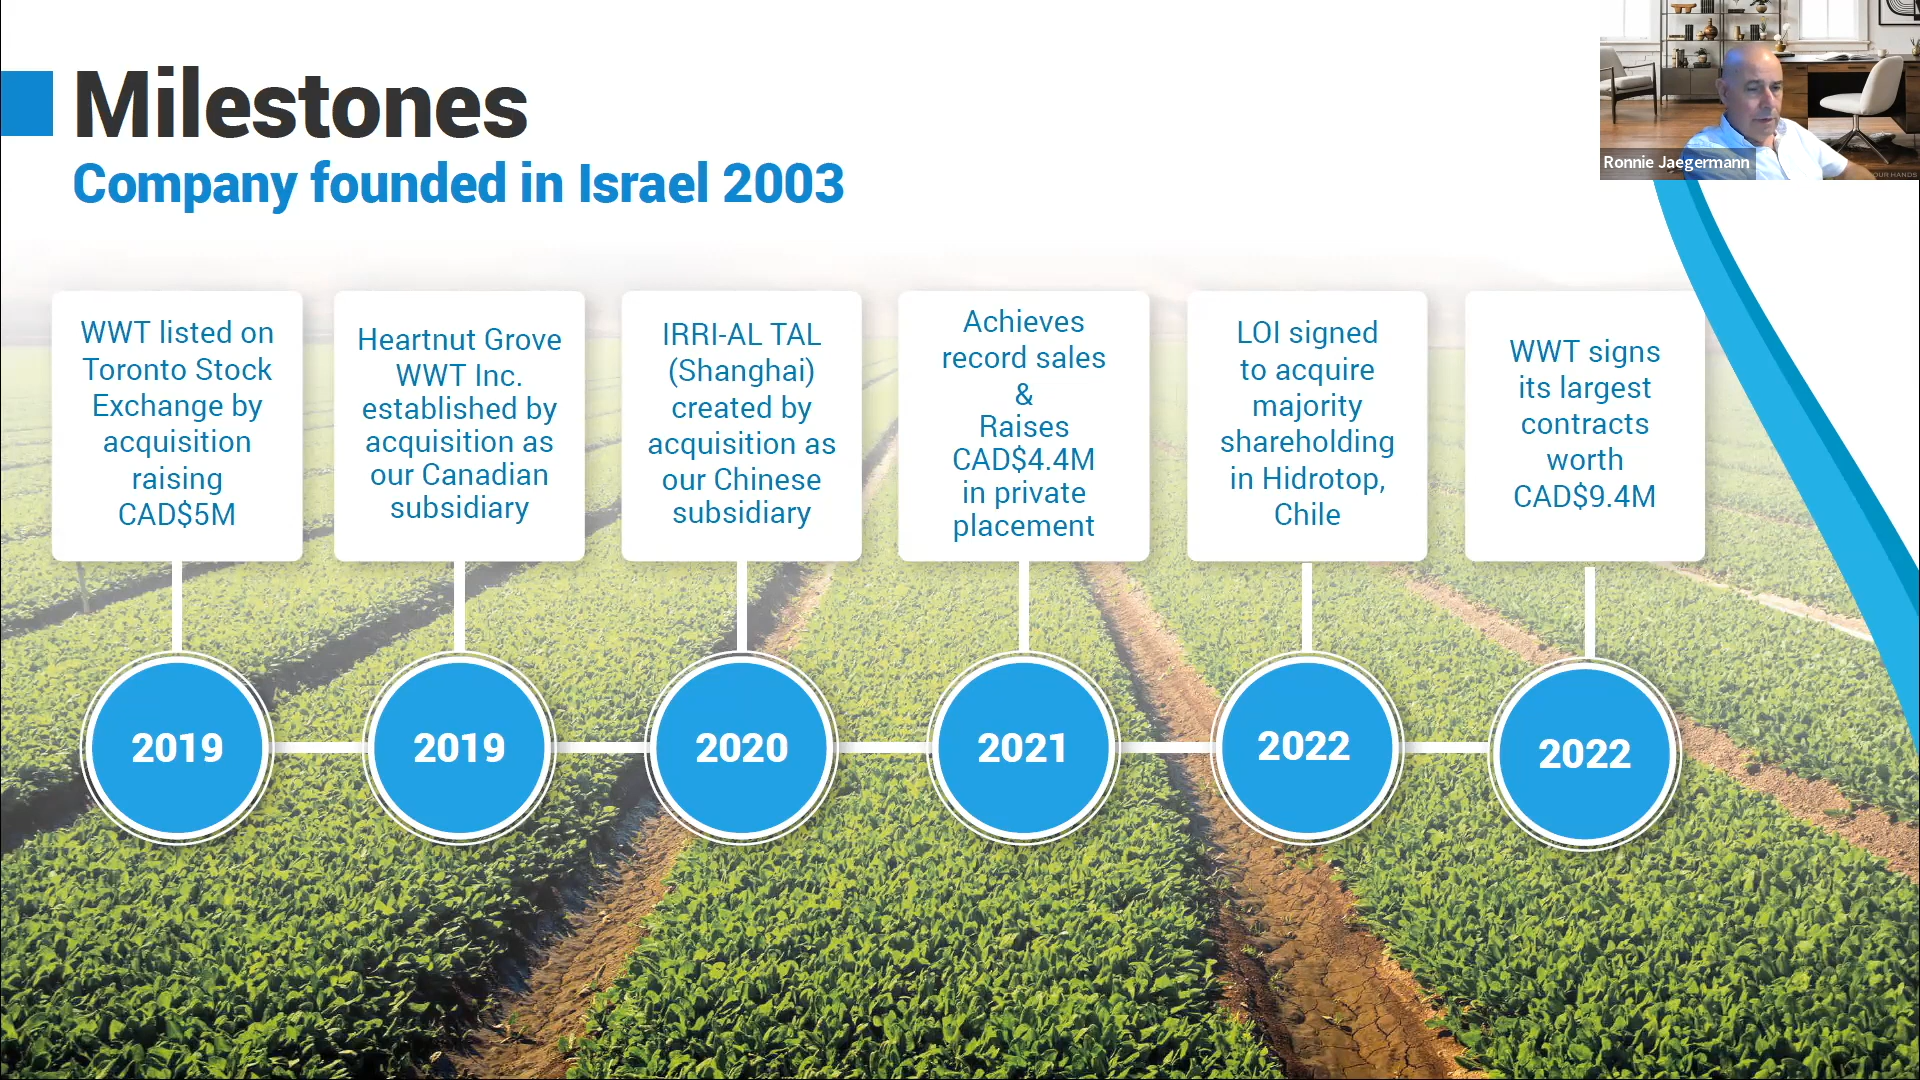 Milestones
Company founded in Israel 2003
Ronnie Jaegermann
OUR HANDS
WWT listed on
Toronto Stock
Exchange by
acquisition
raising
CAD$5M
Heartnut Grove
WWT Inc.
established by
acquisition as
our Canadian
subsidiary
IRRI-AL TAL
(Shanghai)
created by
acquisition as
our Chinese
subsidiary
Achieves
record sales
&
Raises
CAD$4.4M
in private
placement
LOI signed
to acquire
majority
shareholding
in Hidrotop,
Chile
WWT signs
its largest
contracts
worth
CAD$9.4M
2019
2019
2020
2021
2022
2022